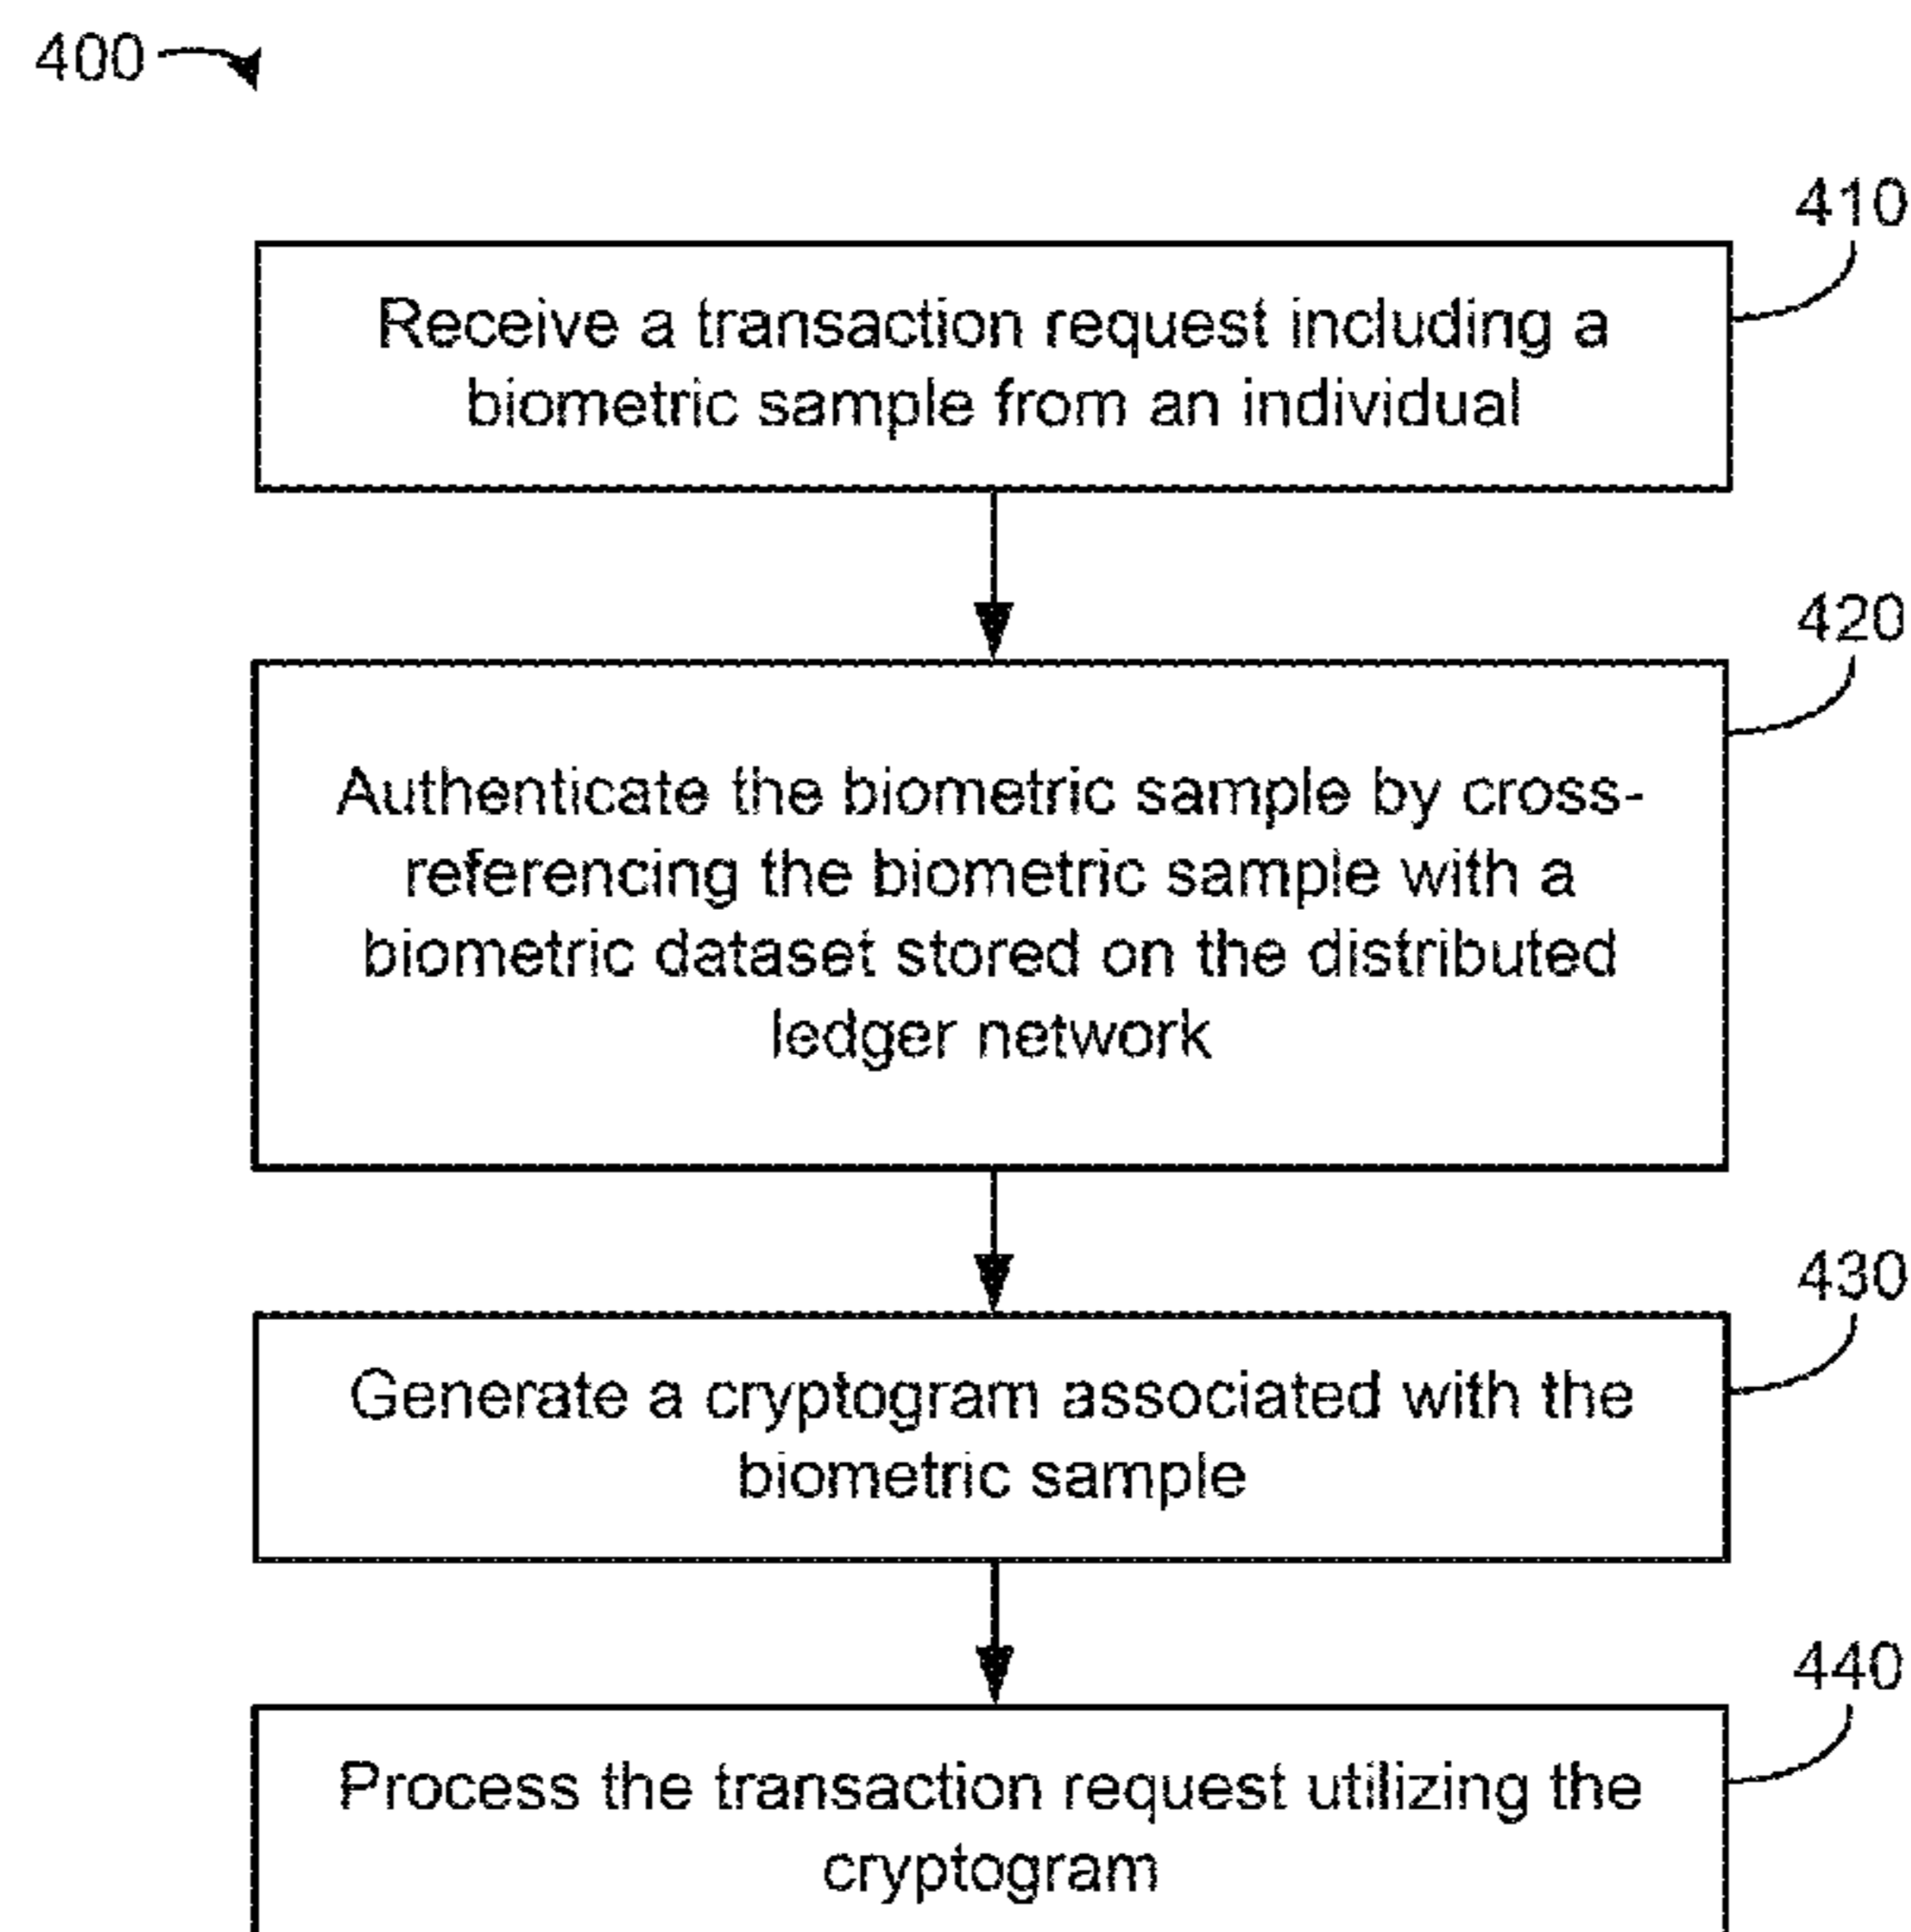 400
410
Receive a transaction request including a
biometric sample from an individual
420
Authenticate the biometric sample by cross-
referencing the biometric sample with a
biometric dataset stored on the distributed
ledger network
430
Generate a cryptogram associated with the
biometric sample
440
Process the transaction request utilizing the
cryptogram